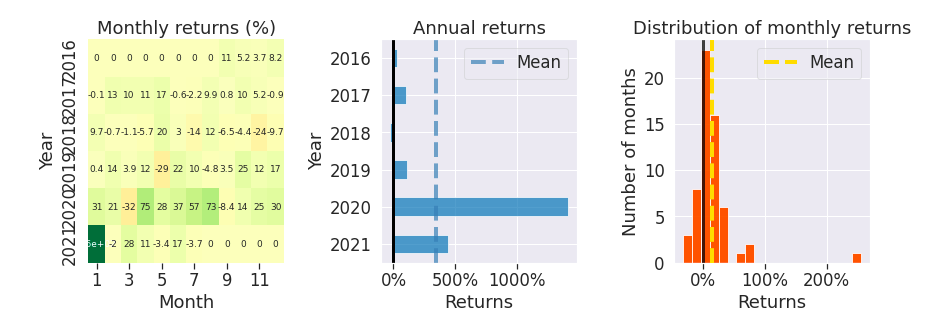 Monthly returns (%)
Year
2016 0 0 0 0 0 0 0 0 11 5.2 3.7 8.2
2017 -0.1 13 10 11 17 -0.6 -2.2 9.9 0.8 10 5.2 -0.9
2018 9.7 -0.7 -1.1 -5.7 20 3 -14 12 -6.5 -4.4 -24 -9.7
2019 0.4 14 3.9 12 -29 22 10 -4.8 3.5 25 12 17
2020 31 21 -32 75 28 37 57 73 -8.4 14 25 30
2021 -2 28 11 -3.4 17 -3.7 0 0 0 0 0
1 3 5 7 9 11
Month
Annual returns
Mean
Year
2016
2017
2018
2019
2020
2021
0% 500% 1000%
Returns
Distribution of monthly returns
Mean
Number of months
20
15
10
5
0
0% 100% 200%
Returns